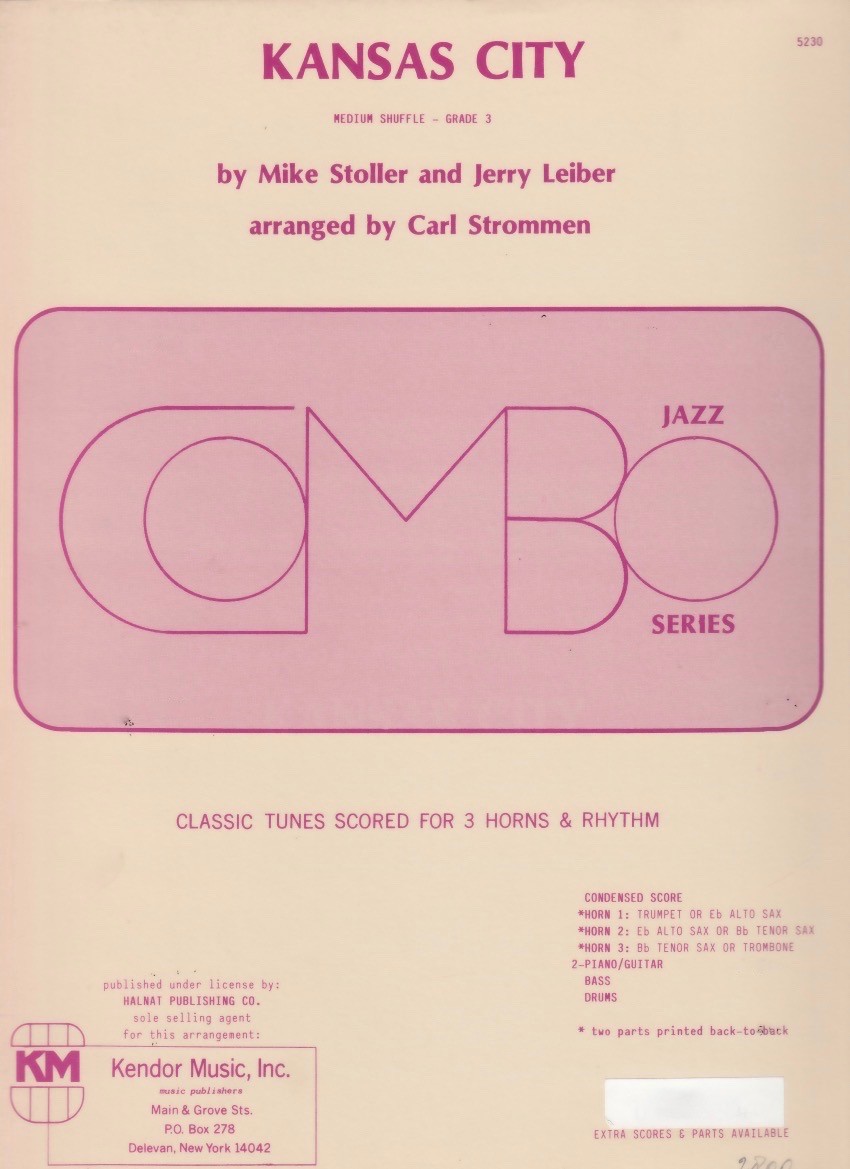 5230
KANSAS CITY
MEDIUM SHUFFLE - GRADE 3
by Mike Stoller and Jerry Leiber
arranged by Carl Strommen
JAZZ
COMBO
SERIES
CLASSIC TUNES SCORED FOR 3 HORNS & RHYTHM
CONDENSED SCORE
*HORN 1: TRUMPET OR Eb ALTO SAX
*HORN 2: Eb ALTO SAX OR Bb TENOR SAX
*HORN 3: Bb TENOR SAX OR TROMBONE
2-PIANO/GUITAR
BASS
DRUMS
* two parts printed back-to-back
published under license by:
HALNAT PUBLISHING CO.
sole selling agent
for this arrangement:
KM
Kendor Music, Inc.
music publishers
Main & Grove Sts.
P.O. Box 278
Delevan, New York 14042
EXTRA SCORES & PARTS AVAILABLE